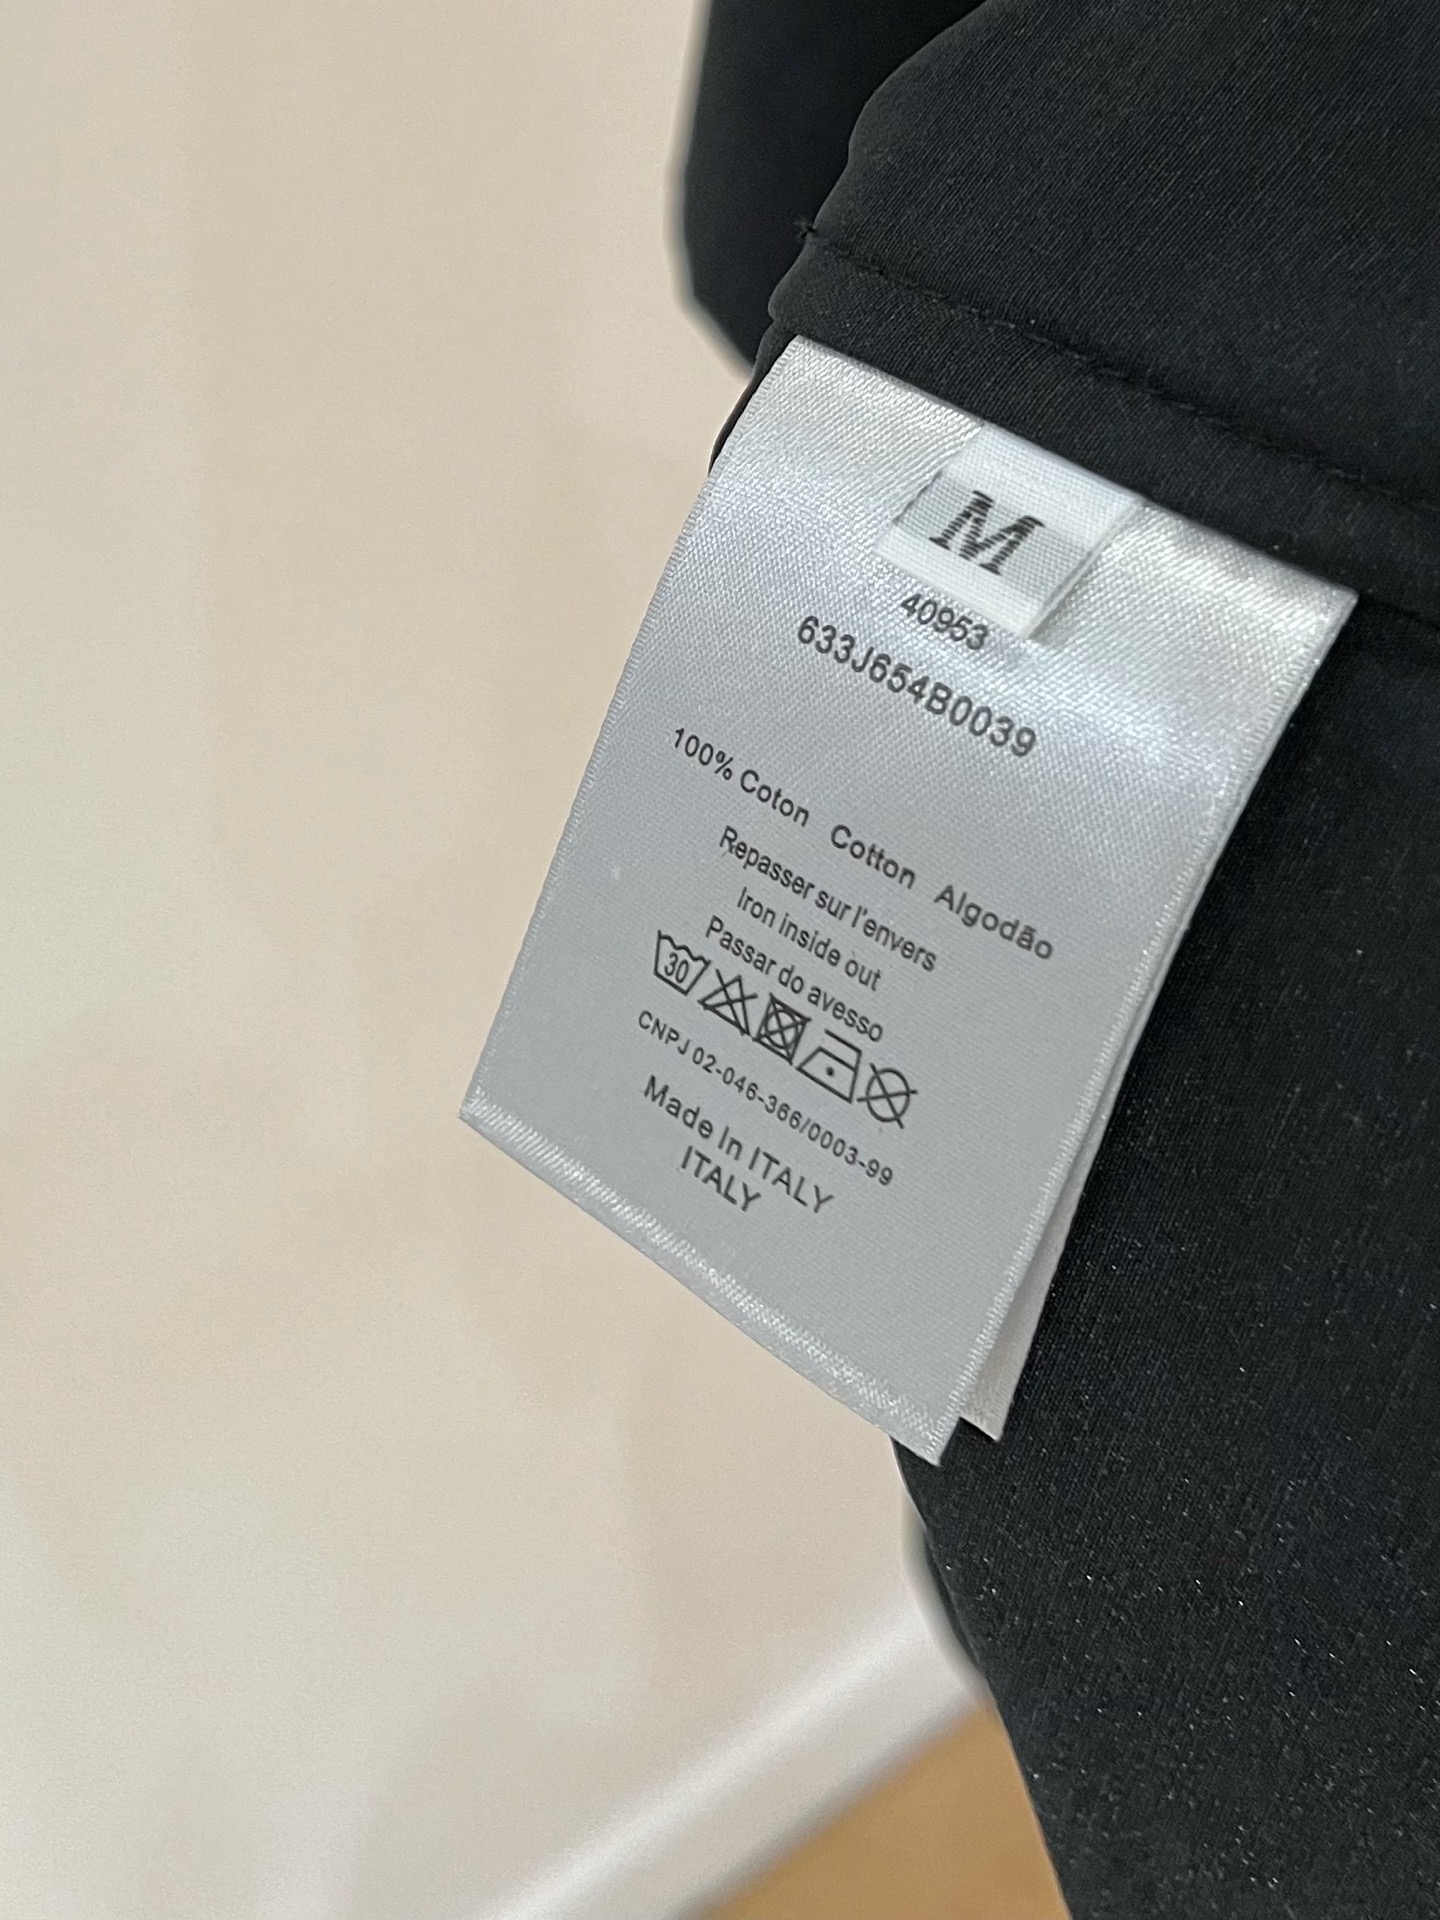 M
40953
633J654B0039
100% Coton Cotton Algodão
Repasser sur l'envers
Iron inside out
Passar do avesso
30
CNPJ 02-046-366/0003-99
Made In ITALY
ITALY